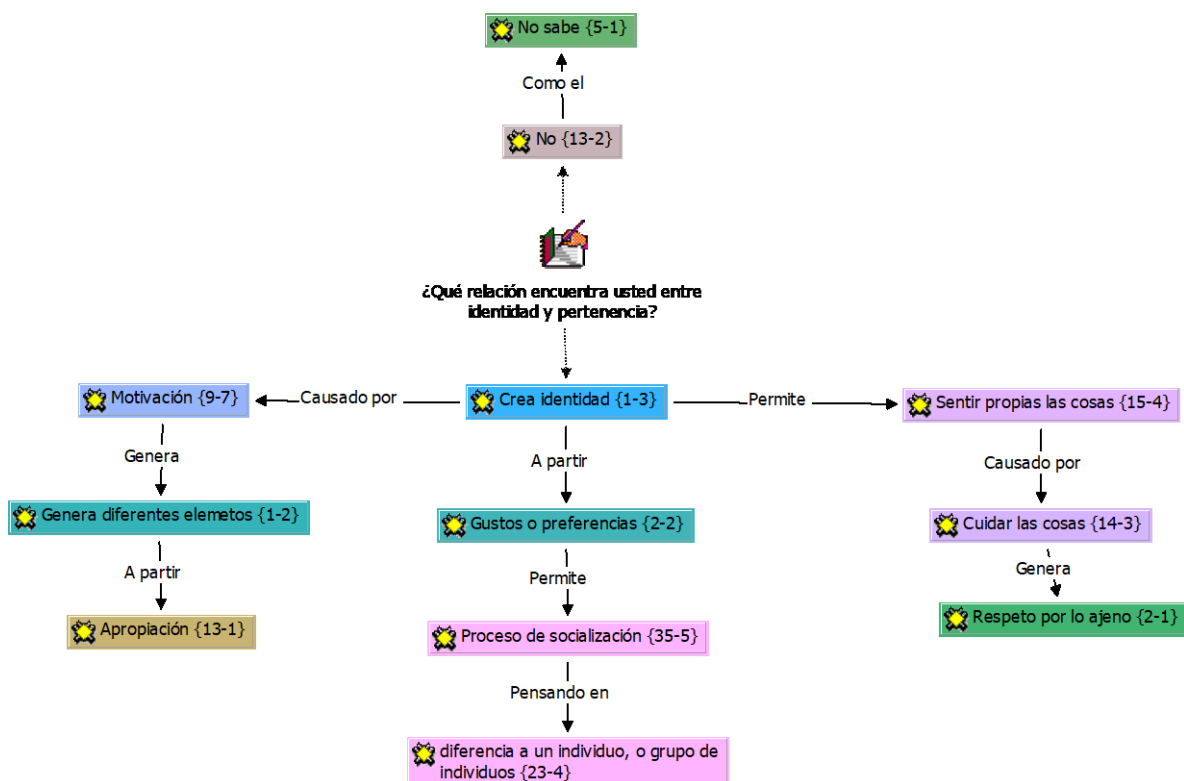 No sabe {5-1}
Como el
No {13-2}
¿Qué relación encuentra usted entre
identidad y pertenencia?
Motivación {9-7}
Causado por
Crea identidad {1-3}
Permite
Sentir propias las cosas {15-4}
Genera
A partir
Causado por
Genera diferentes elemetos {1-2}
Gustos o preferencias {2-2}
Cuidar las cosas {14-3}
A partir
Permite
Genera
Apropiación {13-1}
Proceso de socialización {35-5}
Respeto por lo ajeno {2-1}
Pensando en
diferencia a un individuo, o grupo de
individuos {23-4}